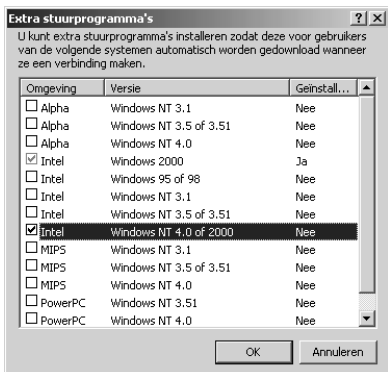 Extra stuurprogramma's
U kunt extra stuurprogramma's installeren zodat deze voor gebruikers
van de volgende systemen automatisch worden gedownload wanneer
ze een verbinding maken.
Omgeving Versie Geïnstall...
Alpha Windows NT 3.1 Nee
Alpha Windows NT 3.5 of 3.51 Nee
Alpha Windows NT 4.0 Nee
Intel Windows 2000 Ja
Intel Windows 95 of 98 Nee
Intel Windows NT 3.1 Nee
Intel Windows NT 3.5 of 3.51 Nee
Intel Windows NT 4.0 of 2000 Nee
MIPS Windows NT 3.1 Nee
MIPS Windows NT 3.5 of 3.51 Nee
MIPS Windows NT 4.0 Nee
PowerPC Windows NT 3.51 Nee
PowerPC Windows NT 4.0 Nee
OK Annuleren